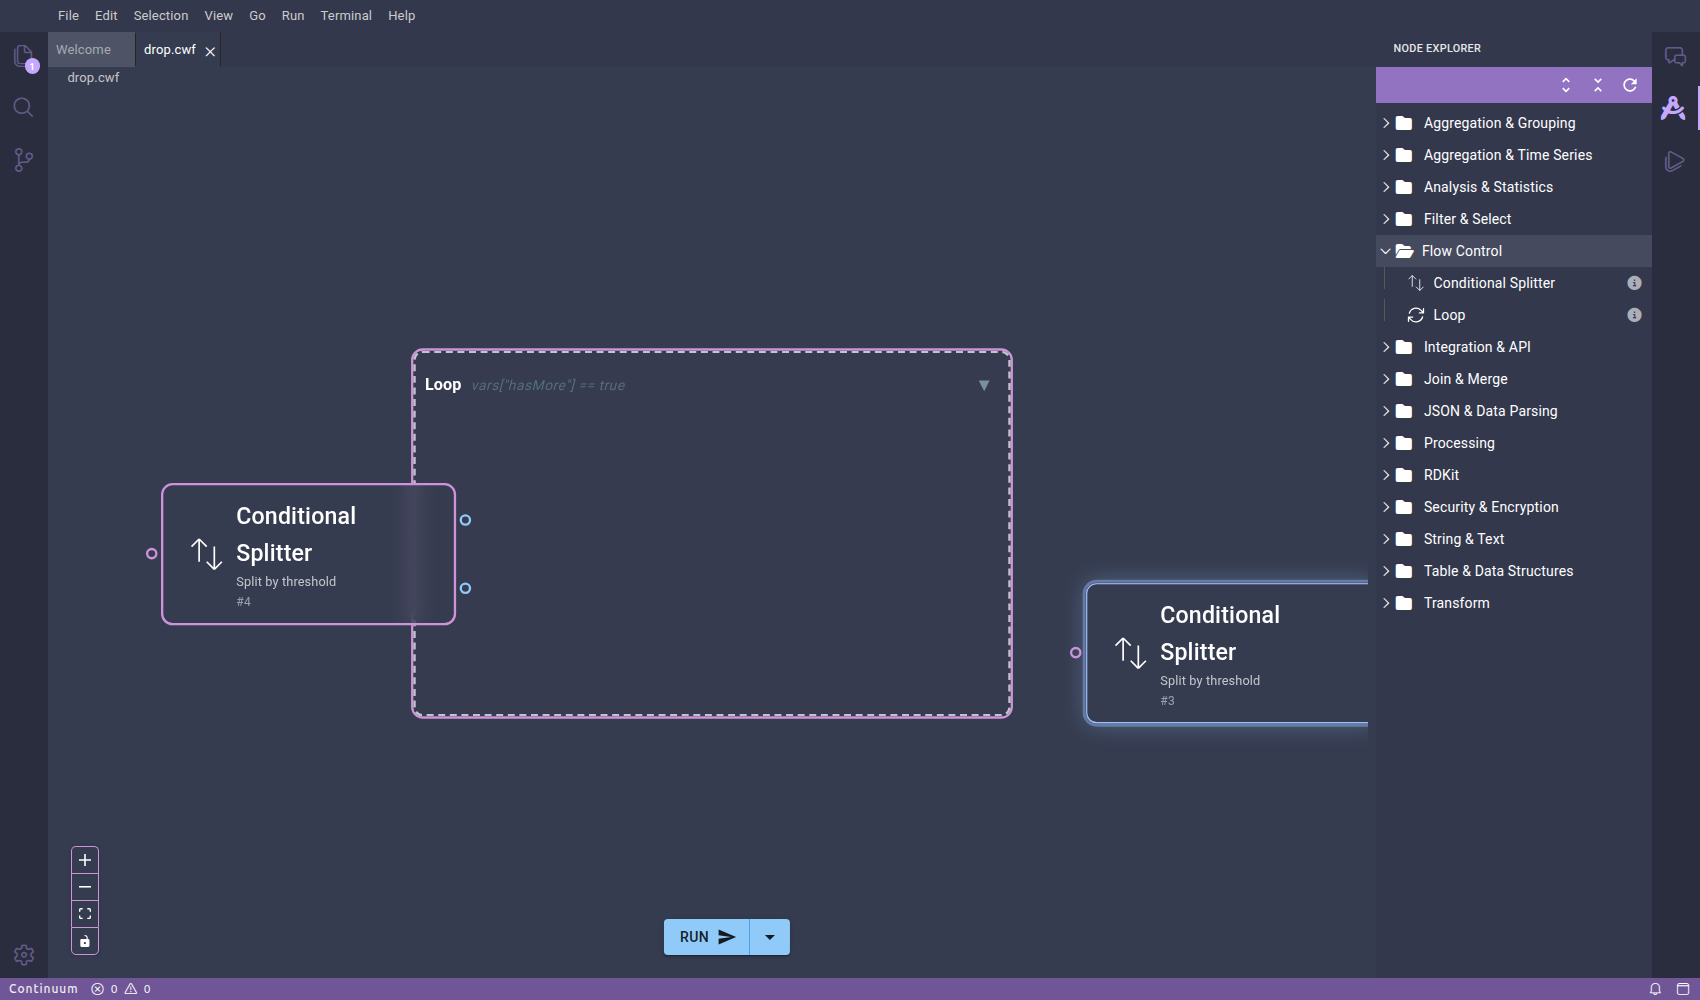 File Edit Selection View Go Run Terminal Help
Welcome drop.cwf
drop.cwf
1
Loop vars["hasMore"] == true
Conditional
Splitter
Split by threshold
#4
Conditional
Splitter
Split by threshold
#3
RUN
NODE EXPLORER
Aggregation & Grouping
Aggregation & Time Series
Analysis & Statistics
Filter & Select
Flow Control
Conditional Splitter
Loop
Integration & API
Join & Merge
JSON & Data Parsing
Processing
RDKit
Security & Encryption
String & Text
Table & Data Structures
Transform
Continuum 0 0